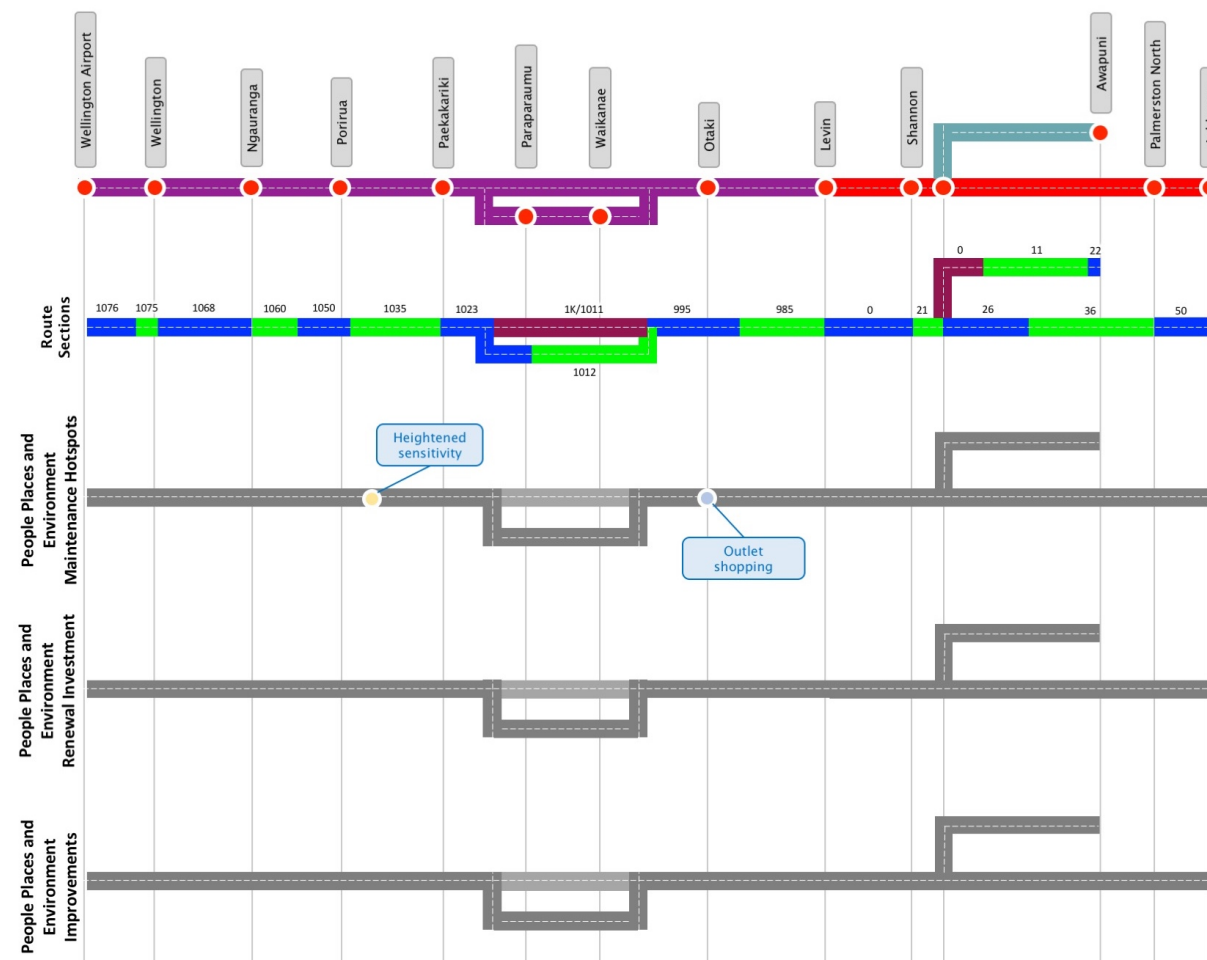 Wellington Airport
Wellington
Ngauranga
Porirua
Paekakariki
Paraparaumu
Waikanae
Otaki
Levin
Shannon
Awapuni
Palmerston North
Route
Sections
1076
1075
1068
1060
1050
1035
1023
1K/1011
1012
995
985
0
21
26
36
50
0
11
22
People Places and
Environment
Maintenance Hotspots
Heightened
sensitivity
Outlet
shopping
People Places and
Environment
Renewal Investment
People Places and
Environment
Improvements